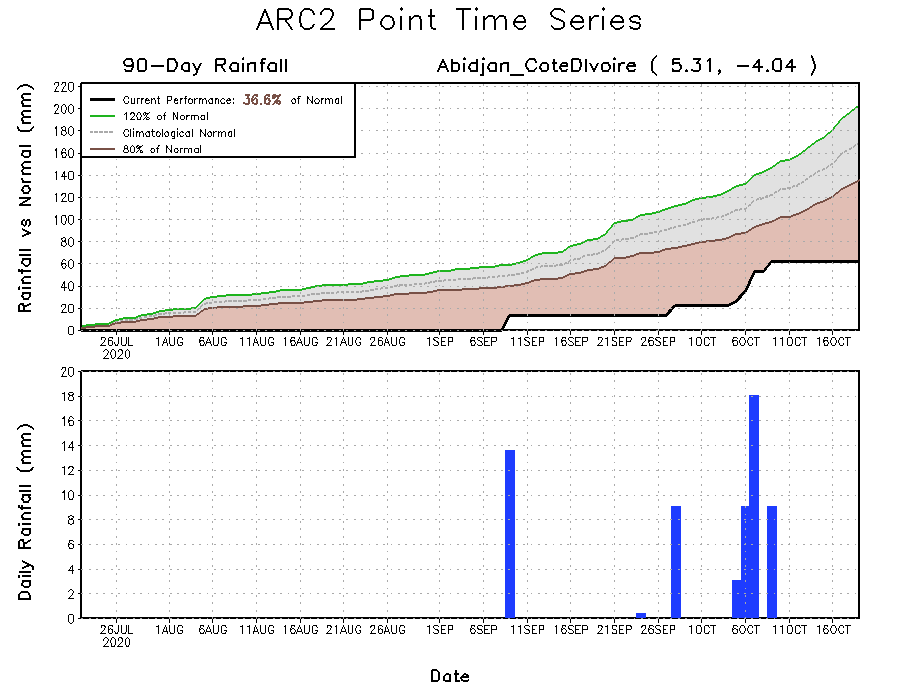 ARC2 Point Time Series
90-Day Rainfall Abidjan_CoteDIvoire ( 5.31, -4.04 )
Rainfall vs Normal (mm)
Current Performance: 36.6% of Normal
120% of Normal
Climatological Normal
80% of Normal
220
200
180
160
140
120
100
80
60
40
20
0
26JUL 1AUG 6AUG 11AUG 16AUG 21AUG 26AUG 1SEP 6SEP 11SEP 16SEP 21SEP 26SEP 1OCT 6OCT 11OCT 16OCT
2020
Daily Rainfall (mm)
20
18
16
14
12
10
8
6
4
2
0
26JUL 1AUG 6AUG 11AUG 16AUG 21AUG 26AUG 1SEP 6SEP 11SEP 16SEP 21SEP 26SEP 1OCT 6OCT 11OCT 16OCT
2020
Date